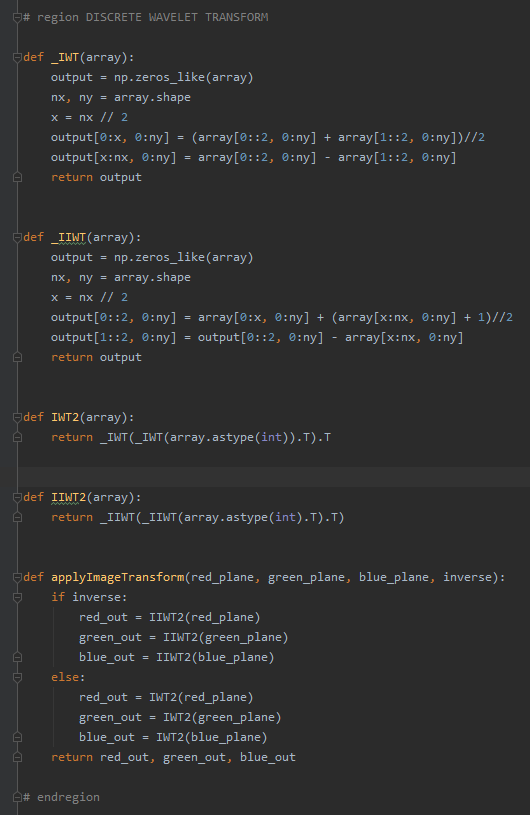 # region DISCRETE WAVELET TRANSFORM
def _IWT(array):
output = np.zeros_like(array)
nx, ny = array.shape
x = nx // 2
output[0:x, 0:ny] = (array[0::2, 0:ny] + array[1::2, 0:ny])//2
output[x:nx, 0:ny] = array[0::2, 0:ny] - array[1::2, 0:ny]
return output
def _IIWT(array):
output = np.zeros_like(array)
nx, ny = array.shape
x = nx // 2
output[0::2, 0:ny] = array[0:x, 0:ny] + (array[x:nx, 0:ny] + 1)//2
output[1::2, 0:ny] = output[0::2, 0:ny] - array[x:nx, 0:ny]
return output
def IWT2(array):
return _IWT(_IWT(array.astype(int)).T).T
def IIWT2(array):
return _IIWT(_IIWT(array.astype(int).T).T)
def applyImageTransform(red_plane, green_plane, blue_plane, inverse):
if inverse:
red_out = IIWT2(red_plane)
green_out = IIWT2(green_plane)
blue_out = IIWT2(blue_plane)
else:
red_out = IWT2(red_plane)
green_out = IWT2(green_plane)
blue_out = IWT2(blue_plane)
return red_out, green_out, blue_out
# endregion